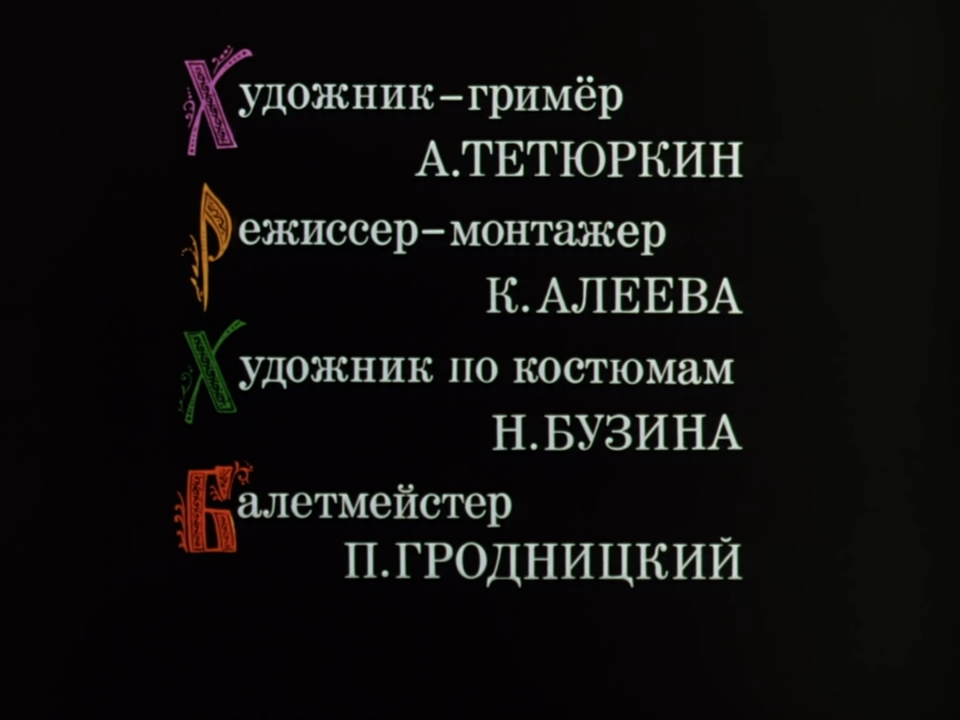 Художник-гримёр
А.ТЕТЮРКИН
Режиссер-монтажер
К.АЛЕЕВА
Художник по костюмам
Н.БУЗИНА
Балетмейстер
П.ГРОДНИЦКИЙ